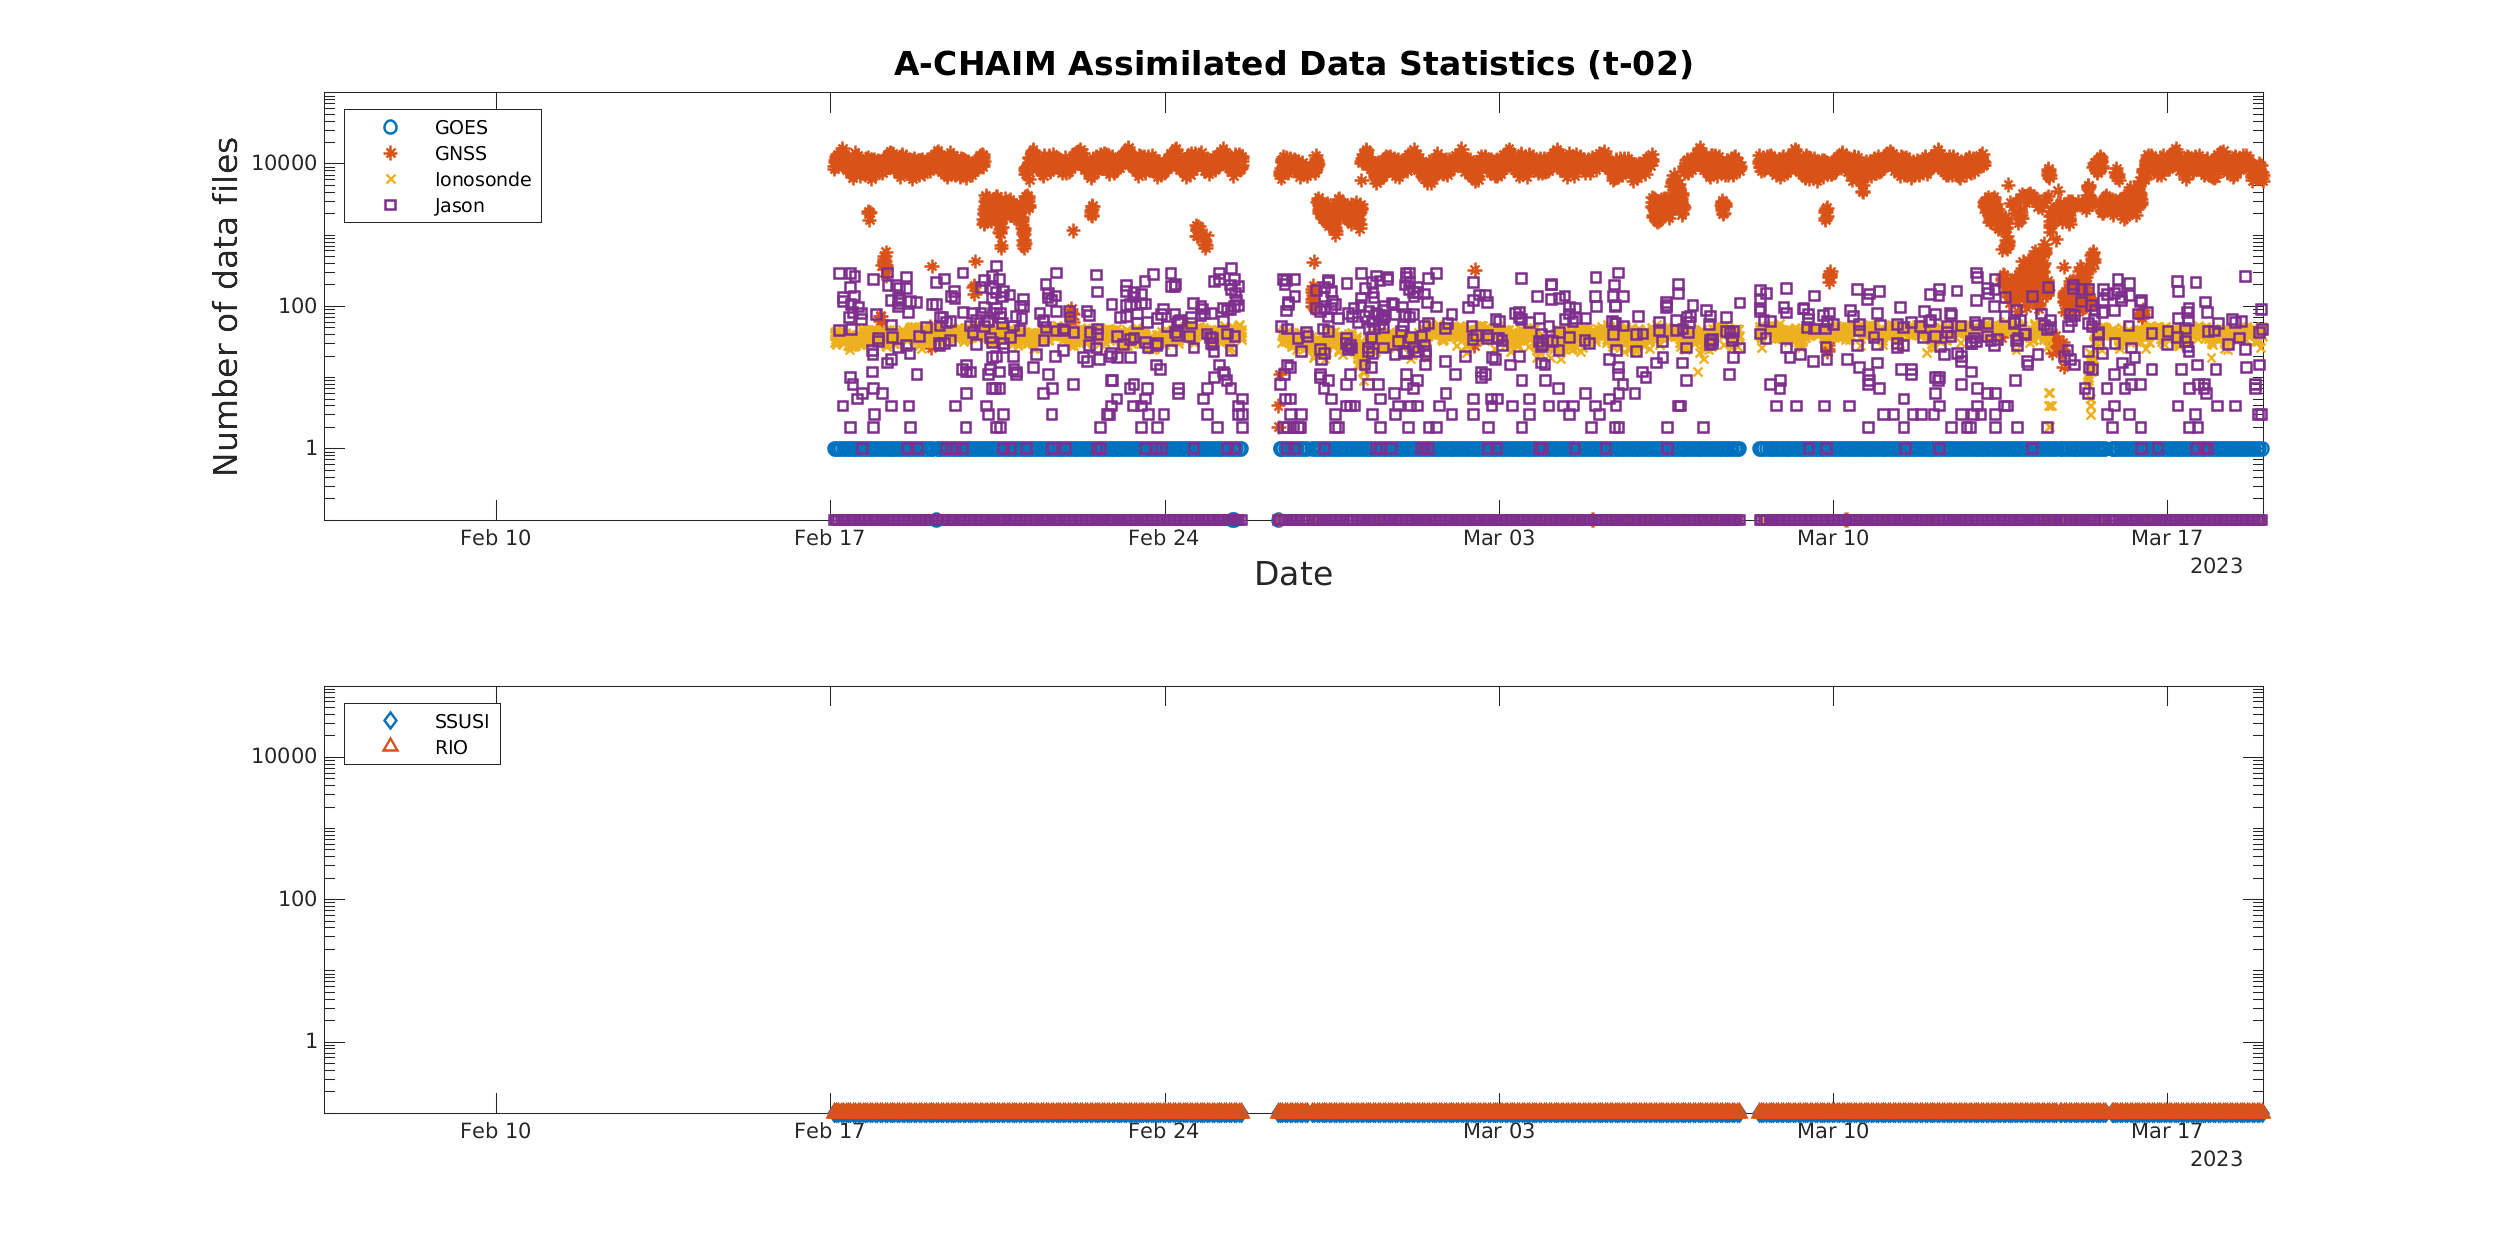 A-CHAIM Assimilated Data Statistics (t-02)
GOES
GNSS
Ionosonde
Jason
Number of data files
10000
100
1
Feb 10 Feb 17 Feb 24 Mar 03 Mar 10 Mar 17
2023
Date
SSUSI
RIO
10000
100
1
Feb 10 Feb 17 Feb 24 Mar 03 Mar 10 Mar 17
2023